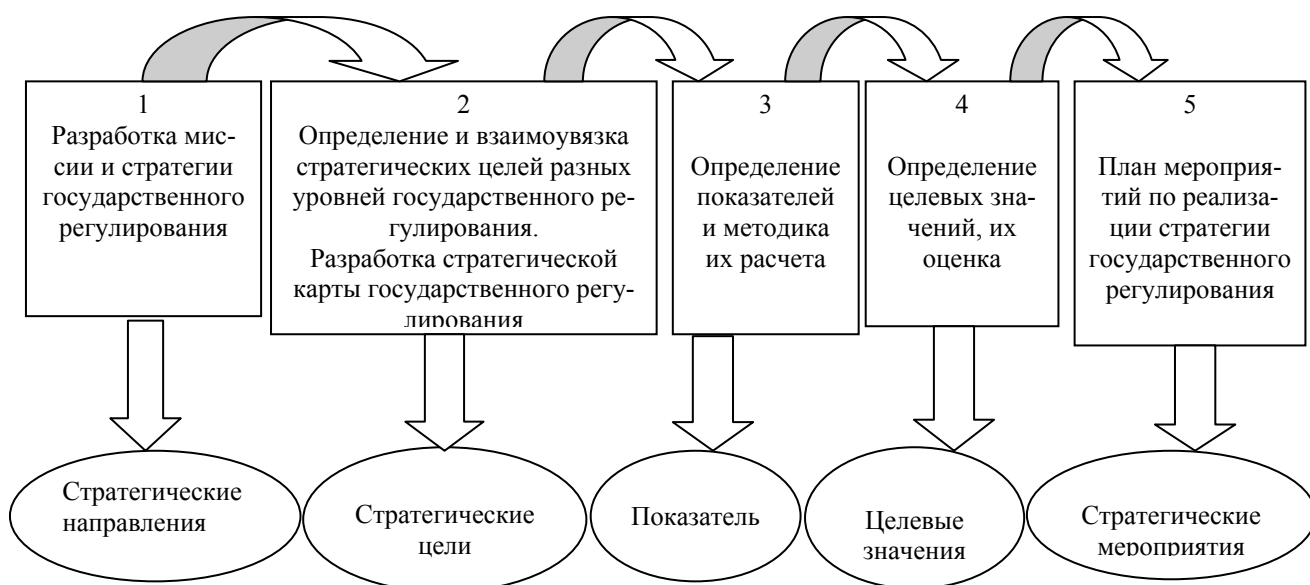 1
Разработка мис-
сии и стратегии
государственного
регулирования
2
Определение и взаимоувязка
стратегических целей разных
уровней государственного ре-
гулирования.
Разработка стратегической
карты государственного регу-
лирования
3
Определение
показателей
и методика
их расчета
4
Определение
целевых зна-
чений, их
оценка
5
План мероприя-
тий по реализа-
ции стратегии
государственного
регулирования
Стратегические
направления
Стратегические
цели
Показатель
Целевые
значения
Стратегические
мероприятия